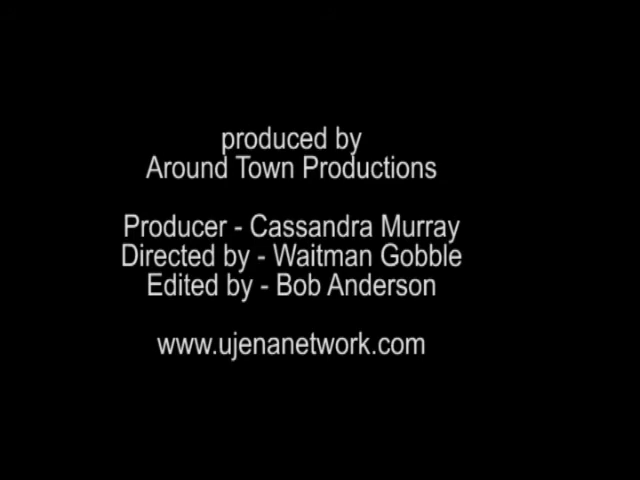 produced by
Around Town Productions
Producer - Cassandra Murray
Directed by - Waitman Gobble
Edited by - Bob Anderson
www.ujenanetwork.com